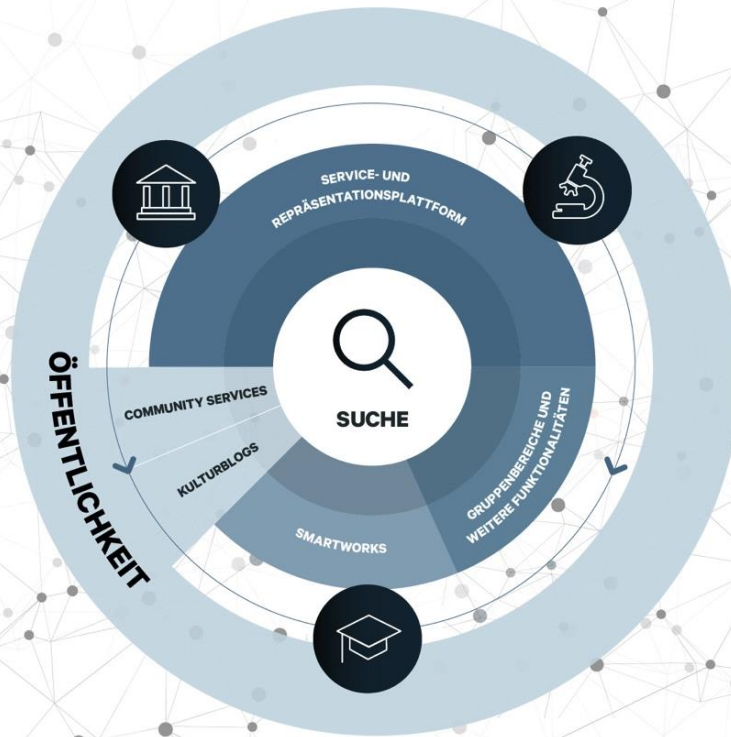 SERVICE- UND
REPRÄSENTATIONSPLATTFORM
SUCHE
COMMUNITY SERVICES
KULTURBLOGS
SMARTWORKS
GRUPPENBEREICHE UND
WEITERE FUNKTIONALITÄTEN
ÖFFENTLICHKEIT